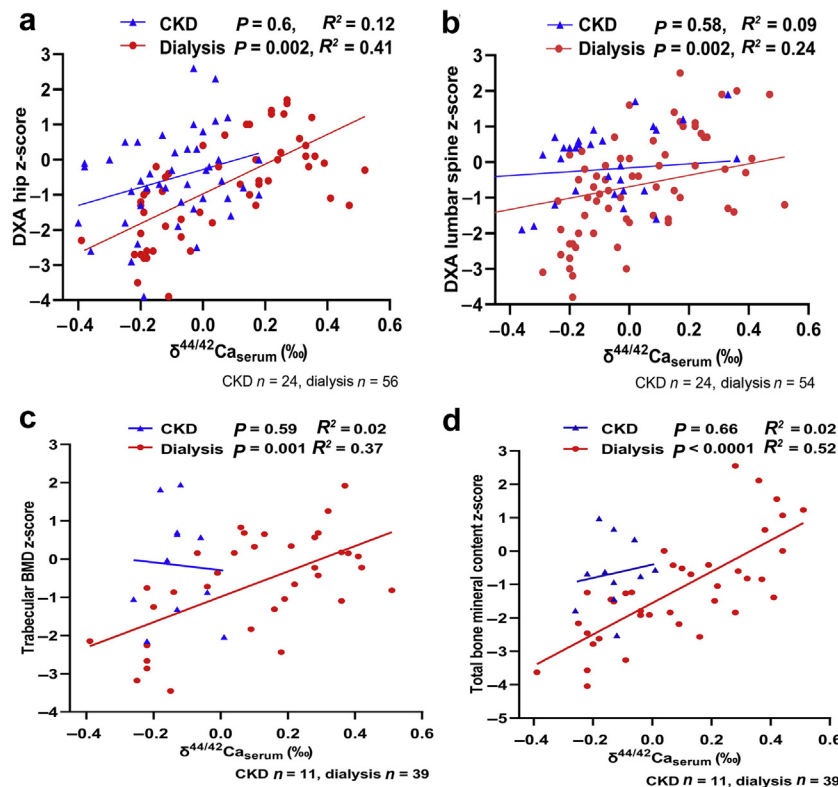 a
CKD P = 0.6, R² = 0.12
Dialysis P = 0.002, R² = 0.41
DXA hip z-score
3
2
1
0
−1
−2
−3
−4
−0.4 −0.2 0.0 0.2 0.4 0.6
δ⁴⁴/⁴²Caserum (‰)
CKD n = 24, dialysis n = 56
b
CKD P = 0.58, R² = 0.09
Dialysis P = 0.002, R² = 0.24
DXA lumbar spine z-score
3
2
1
0
−1
−2
−3
−4
−0.4 −0.2 0.0 0.2 0.4 0.6
δ⁴⁴/⁴²Caserum (‰)
CKD n = 24, dialysis n = 54
c
CKD P = 0.59 R² = 0.02
Dialysis P = 0.001 R² = 0.37
Trabecular BMD z-score
3
2
1
0
−1
−2
−3
−4
−0.4 −0.2 0.0 0.2 0.4 0.6
δ⁴⁴/⁴²Caserum (‰)
CKD n = 11, dialysis n = 39
d
CKD P = 0.66 R² = 0.02
Dialysis P < 0.0001 R² = 0.52
Total bone mineral content z-score
3
2
1
0
−1
−2
−3
−4
−5
−0.4 −0.2 0.0 0.2 0.4 0.6
δ⁴⁴/⁴²Caserum (‰)
CKD n = 11, dialysis n = 39